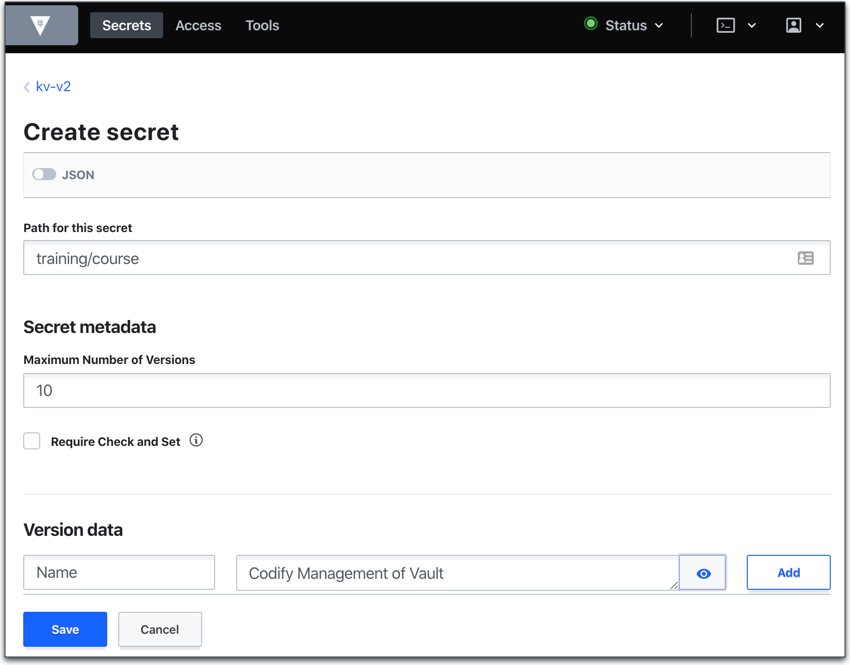 Secrets Access Tools Status
kv-v2
Create secret
JSON
Path for this secret
training/course
Secret metadata
Maximum Number of Versions
10
Require Check and Set
Version data
Name Codify Management of Vault Add
Save Cancel